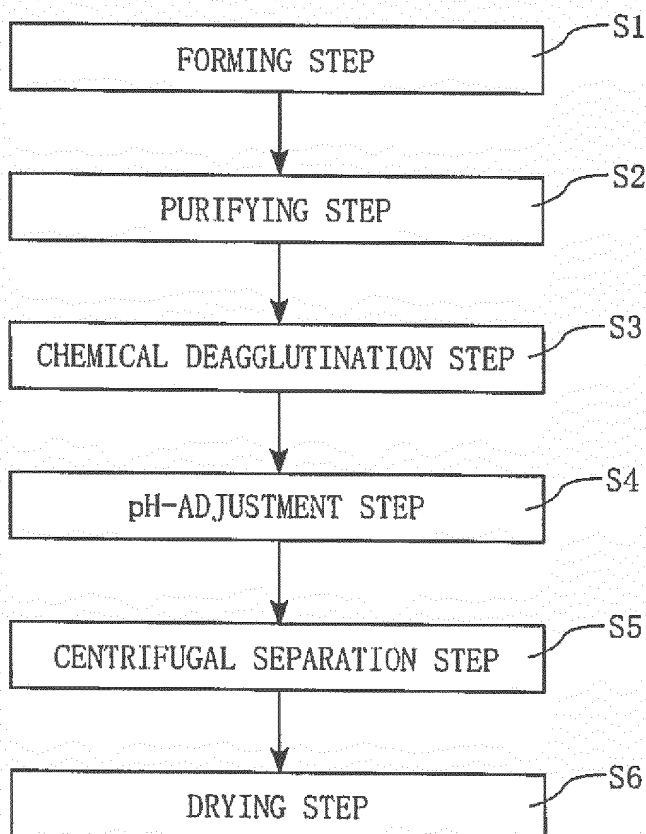 S1
FORMING STEP
S2
PURIFYING STEP
S3
CHEMICAL DEAGGLUTINATION STEP
S4
pH-ADJUSTMENT STEP
S5
CENTRIFUGAL SEPARATION STEP
S6
DRYING STEP